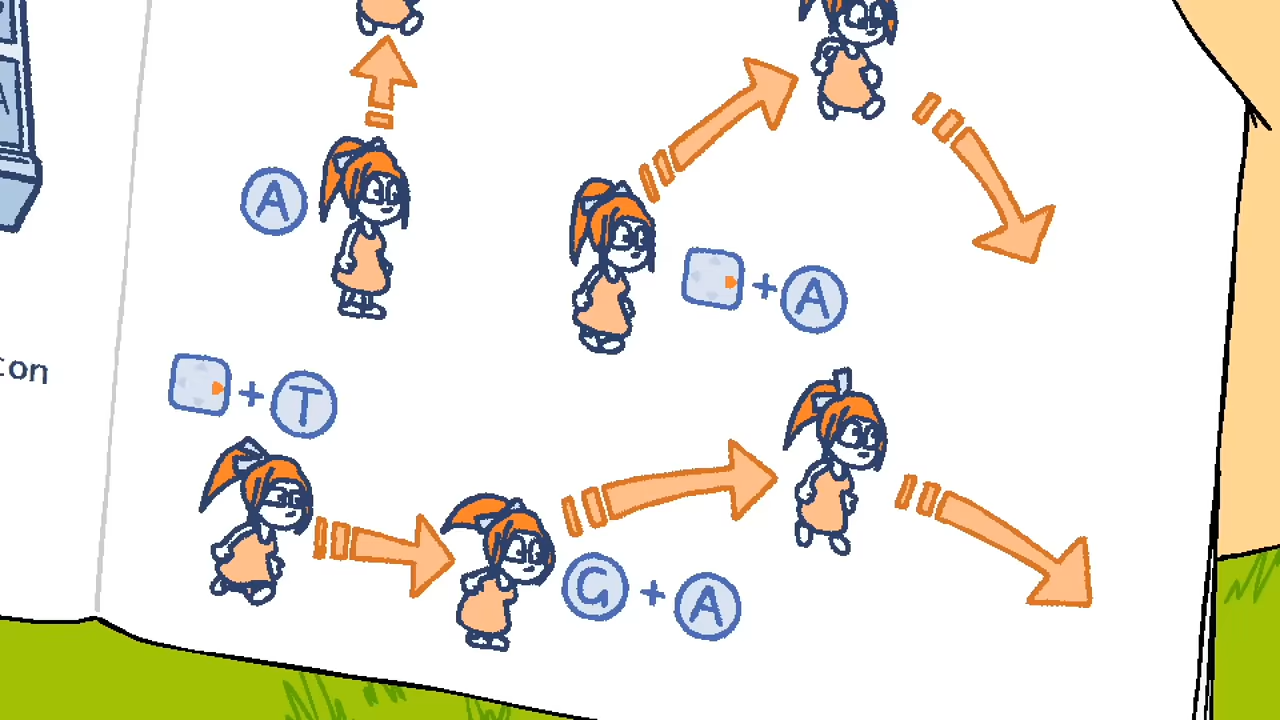 A
+ A
con
+ T
G + A